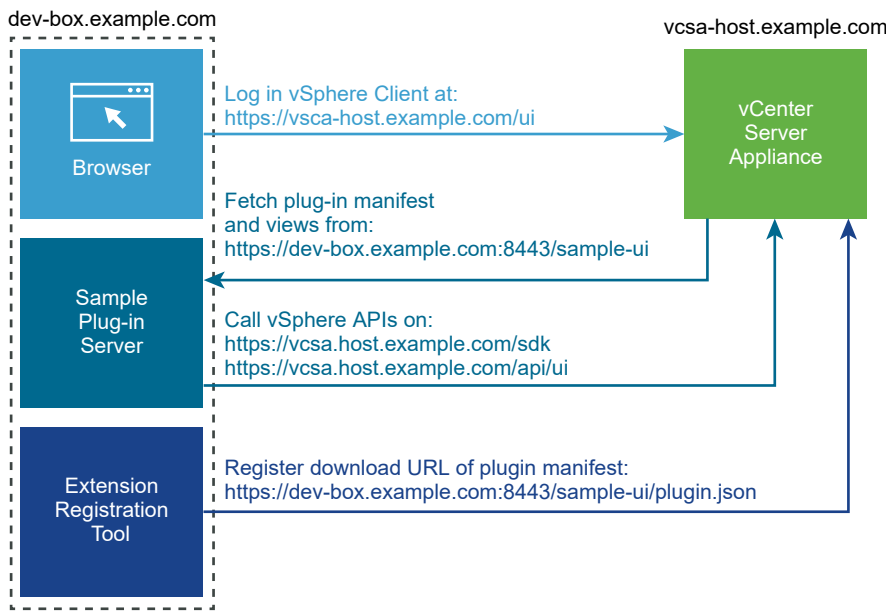 dev-box.example.com
vcsa-host.example.com
Browser
Log in vSphere Client at:
https://vsca-host.example.com/ui
vCenter
Server
Appliance
Fetch plug-in manifest
and views from:
https://dev-box.example.com:8443/sample-ui
Sample
Plug-in
Server
Call vSphere APIs on:
https://vcsa.host.example.com/sdk
https://vcsa.host.example.com/api/ui
Extension
Registration
Tool
Register download URL of plugin manifest:
https://dev-box.example.com:8443/sample-ui/plugin.json